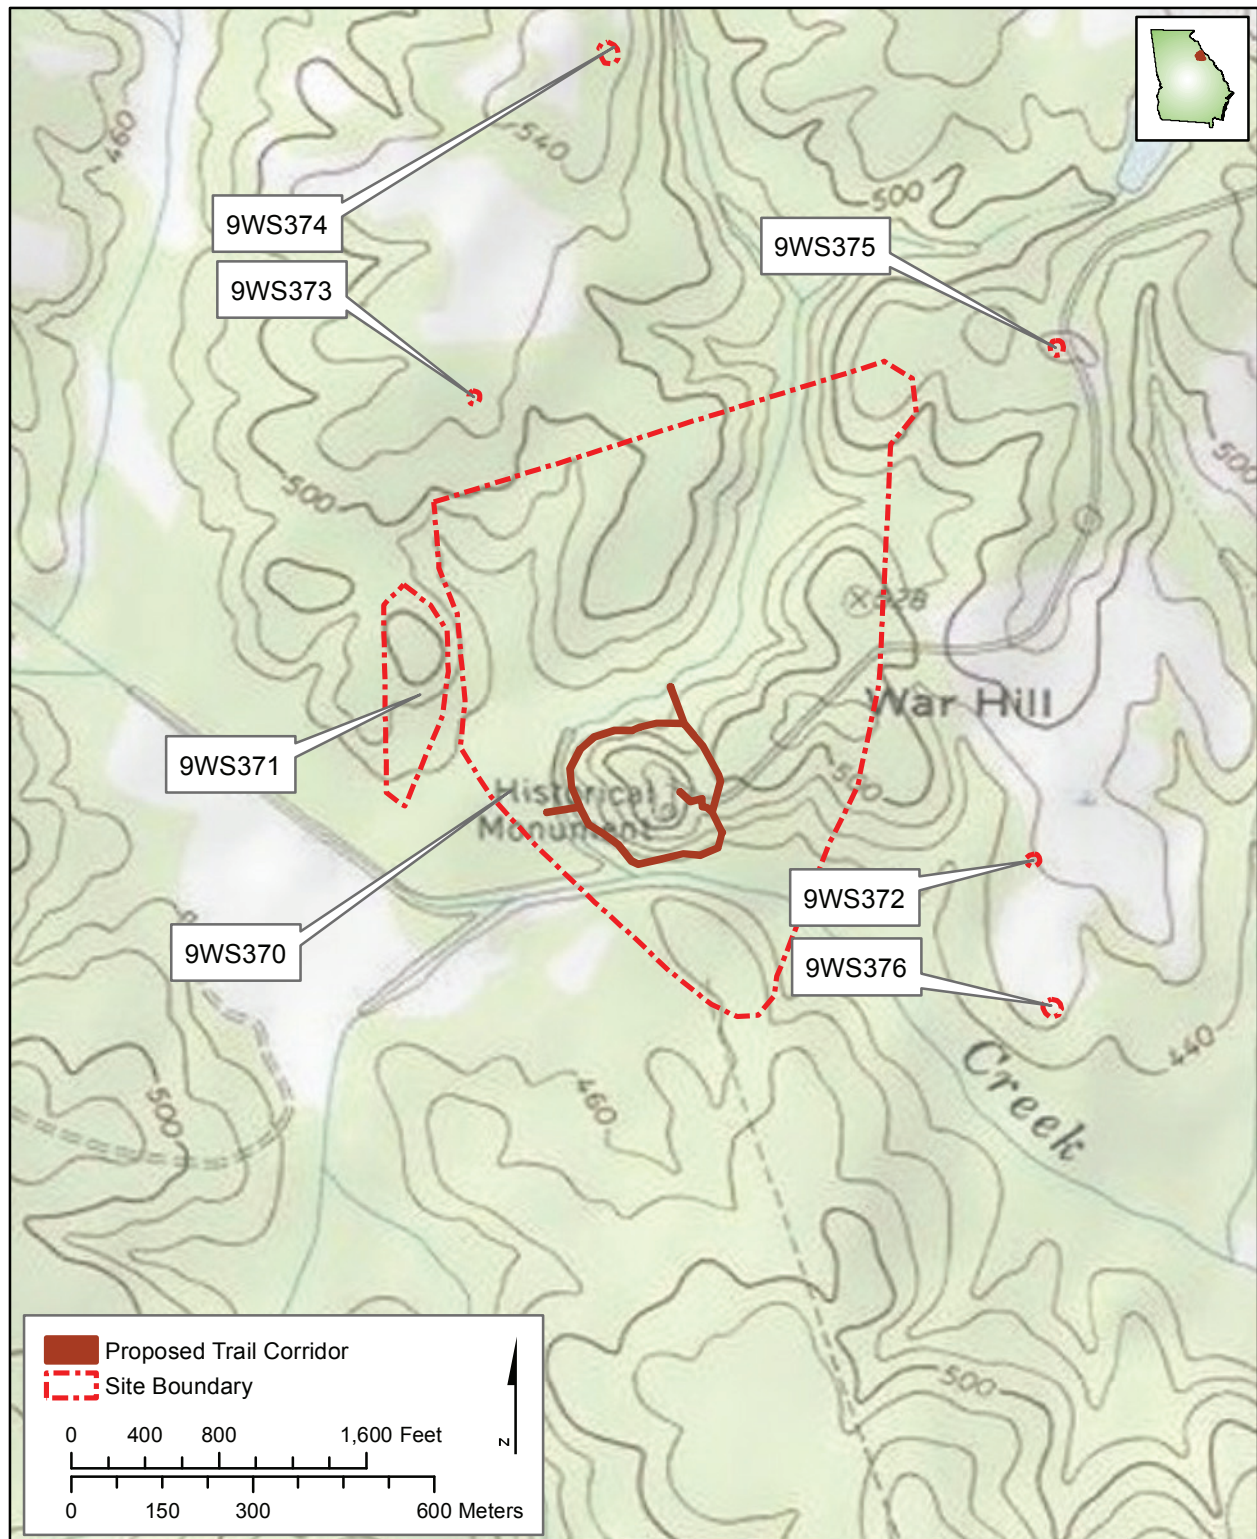 460
540
9WS374
500
9WS375
9WS373
500
500
228
War Hill
9WS371
Historical
Monument
500
9WS372
9WS370
9WS376
440
Creek
460
500
500
Proposed Trail Corridor
Site Boundary
0 400 800 1,600 Feet
0 150 300 600 Meters
z